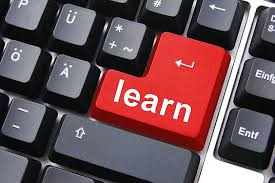 Ü
*
+
~
Einfg
Ö
Ä
'
#
learn
Entf